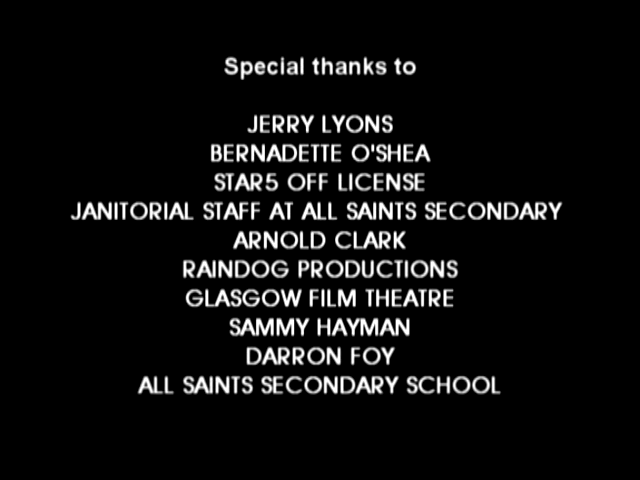 Special thanks to
JERRY LYONS
BERNADETTE O'SHEA
STAR5 OFF LICENSE
JANITORIAL STAFF AT ALL SAINTS SECONDARY
ARNOLD CLARK
RAINDOG PRODUCTIONS
GLASGOW FILM THEATRE
SAMMY HAYMAN
DARRON FOY
ALL SAINTS SECONDARY SCHOOL